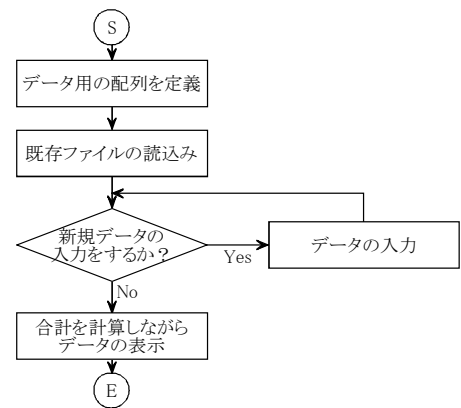 S
データ用の配列を定義
既存ファイルの読込み
新規データの
入力をするか？
Yes
データの入力
No
合計を計算しながら
データの表示
E